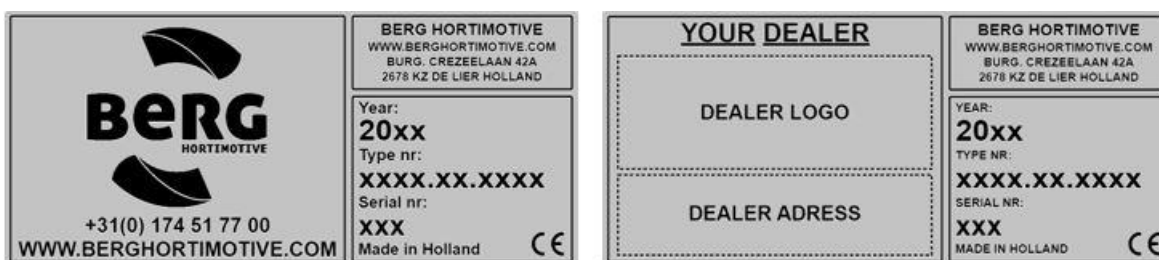 BERG
HORTIMOTIVE
+31(0) 174 51 77 00
WWW.BERGHORTIMOTIVE.COM
BERG HORTIMOTIVE
WWW.BERGHORTIMOTIVE.COM
BURG. CREZEELAAN 42A
2678 KZ DE LIER HOLLAND
Year:
20xx
Type nr:
XXXX.XX.XXXX
Serial nr:
XXX
Made in Holland CE
YOUR DEALER
DEALER LOGO
DEALER ADRESS
BERG HORTIMOTIVE
WWW.BERGHORTIMOTIVE.COM
BURG. CREZEELAAN 42A
2678 KZ DE LIER HOLLAND
YEAR:
20xx
TYPE NR:
XXXX.XX.XXXX
SERIAL NR:
XXX
MADE IN HOLLAND CE